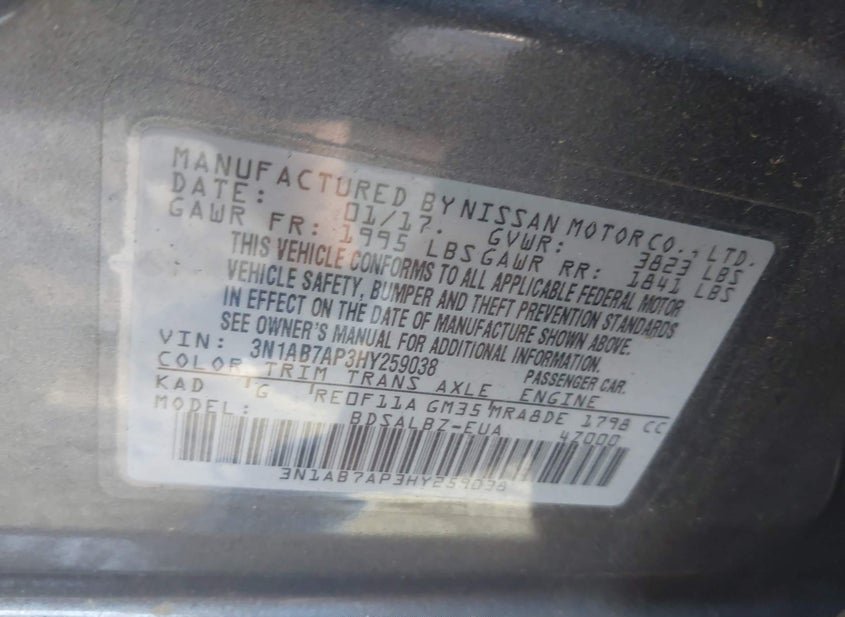 MANUFACTURED BY NISSAN MOTOR CO., LTD.
DATE: 01/17. GVWR: 3823 LBS
GAWR FR: 1995 LBS GAWR RR: 1841 LBS
THIS VEHICLE CONFORMS TO ALL APPLICABLE FEDERAL MOTOR
VEHICLE SAFETY, BUMPER AND THEFT PREVENTION STANDARDS
IN EFFECT ON THE DATE OF MANUFACTURE SHOWN ABOVE.
SEE OWNER'S MANUAL FOR ADDITIONAL INFORMATION.
VIN: 3N1AB7AP3HY259038 PASSENGER CAR.
COLOR TRIM TRANS AXLE ENGINE
KAD G RE0F11A GM35 MRA8DE 1798 CC
MODEL: BDSALBZ-EUA 4Z000
3N1AB7AP3HY259038